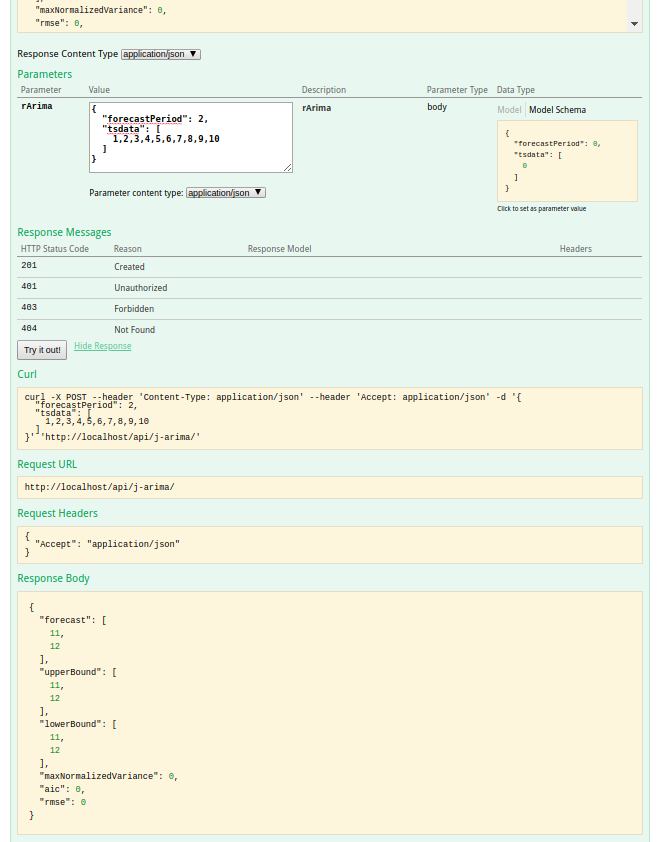 "maxNormalizedVariance": 0,
"rmse": 0,
Response Content Type application/json
Parameters
Parameter Value Description Parameter Type Data Type
rArima
{
"forecastPeriod": 2,
"tsdata": [
1,2,3,4,5,6,7,8,9,10
]
}
Parameter content type: application/json
rArima
body
Model Model Schema
{
"forecastPeriod": 0,
"tsdata": [
0
]
}
Click to set as parameter value
Response Messages
HTTP Status Code Reason Response Model Headers
201 Created
401 Unauthorized
403 Forbidden
404 Not Found
Try it out! Hide Response
Curl
curl -X POST --header 'Content-Type: application/json' --header 'Accept: application/json' -d '{
"forecastPeriod": 2,
"tsdata": [
1,2,3,4,5,6,7,8,9,10
]
}' 'http://localhost/api/j-arima/'
Request URL
http://localhost/api/j-arima/
Request Headers
{
"Accept": "application/json"
}
Response Body
{
"forecast": [
11,
12
],
"upperBound": [
11,
12
],
"lowerBound": [
11,
12
],
"maxNormalizedVariance": 0,
"aic": 0,
"rmse": 0
}